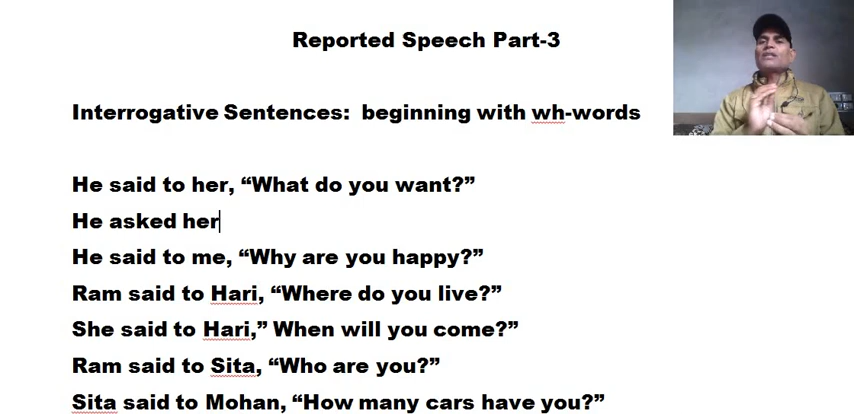 Reported Speech Part-3
Interrogative Sentences:  beginning with wh-words
He said to her, “What do you want?”
He asked her
He said to me, “Why are you happy?”
Ram said to Hari, “Where do you live?”
She said to Hari,” When will you come?”
Ram said to Sita, “Who are you?”
Sita said to Mohan, “How many cars have you?”